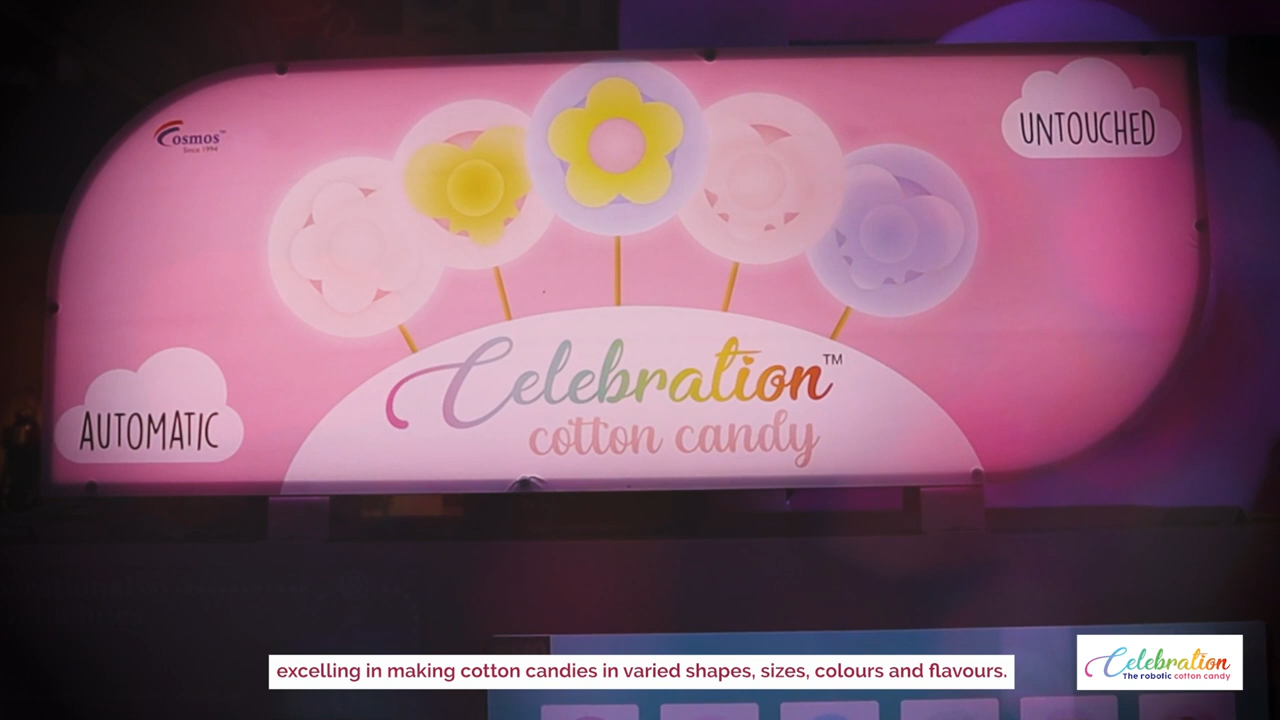 Cosmos™
Since 1994
UNTOUCHED
AUTOMATIC
Celebration™
cotton candy
excelling in making cotton candies in varied shapes, sizes, colours and flavours.
Celebration
The robotic cotton candy